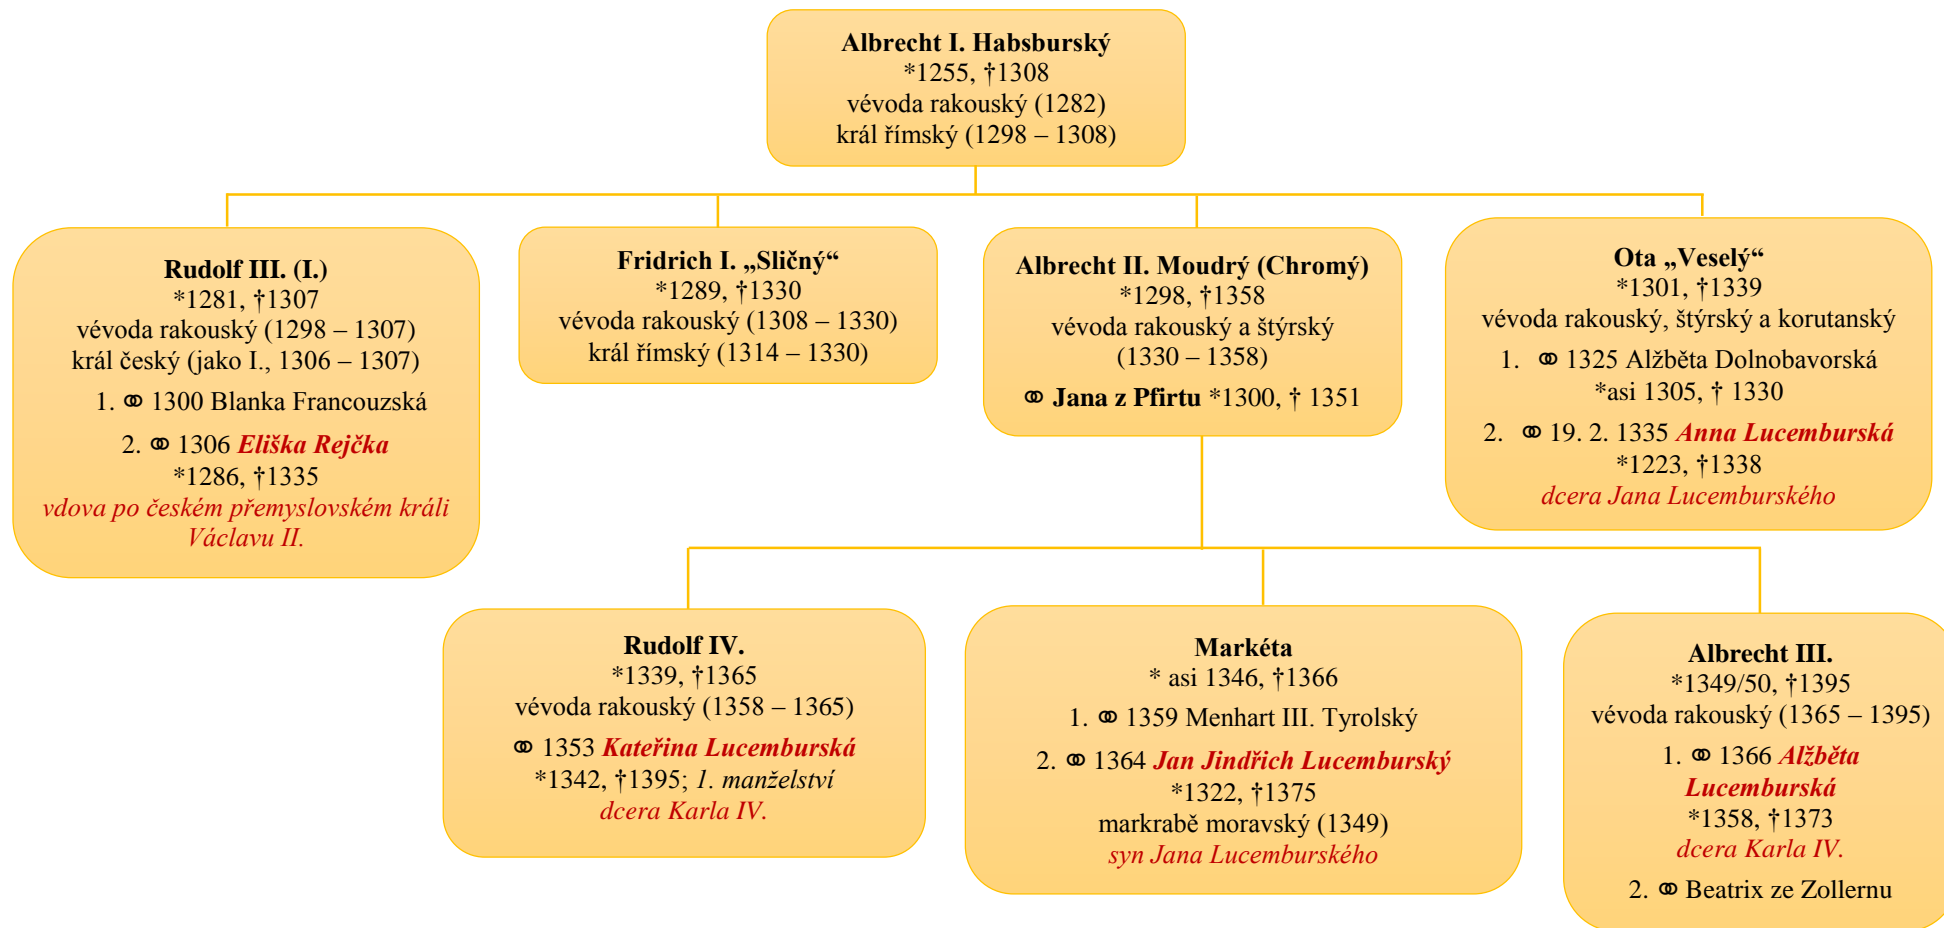 Albrecht I. Habsburský
*1255, †1308
vévoda rakouský (1282)
král římský (1298 – 1308)
Rudolf III. (I.)
*1281, †1307
vévoda rakouský (1298 – 1307)
král český (jako I., 1306 – 1307)
1. ⚭ 1300 Blanka Francouzská
2. ⚭ 1306 Eliška Rejčka
*1286, †1335
vdova po českém přemyslovském králi
Václavu II.
Fridrich I. „Sličný“
*1289, †1330
vévoda rakouský (1308 – 1330)
král římský (1314 – 1330)
Albrecht II. Moudrý (Chromý)
*1298, †1358
vévoda rakouský a štýrský
(1330 – 1358)
⚭ Jana z Pfirtu *1300, † 1351
Ota „Veselý“
*1301, †1339
vévoda rakouský, štýrský a korutanský
1. ⚭ 1325 Alžběta Dolnobavorská
*asi 1305, † 1330
2. ⚭ 19. 2. 1335 Anna Lucemburská
*1223, †1338
dcera Jana Lucemburského
Rudolf IV.
*1339, †1365
vévoda rakouský (1358 – 1365)
⚭ 1353 Kateřina Lucemburská
*1342, †1395; 1. manželství
dcera Karla IV.
Markéta
* asi 1346, †1366
1. ⚭ 1359 Menhart III. Tyrolský
2. ⚭ 1364 Jan Jindřich Lucemburský
*1322, †1375
markrabě moravský (1349)
syn Jana Lucemburského
Albrecht III.
*1349/50, †1395
vévoda rakouský (1365 – 1395)
1. ⚭ 1366 Alžběta
Lucemburská
*1358, †1373
dcera Karla IV.
2. ⚭ Beatrix ze Zollernu